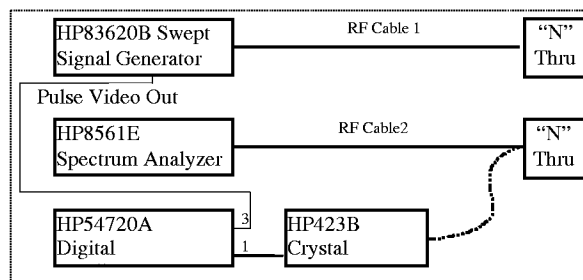 HP83620B Swept
Signal Generator
RF Cable 1
“N”
Thru
Pulse Video Out
HP8561E
Spectrum Analyzer
RF Cable2
“N”
Thru
HP54720A
Digital
3
1
HP423B
Crystal